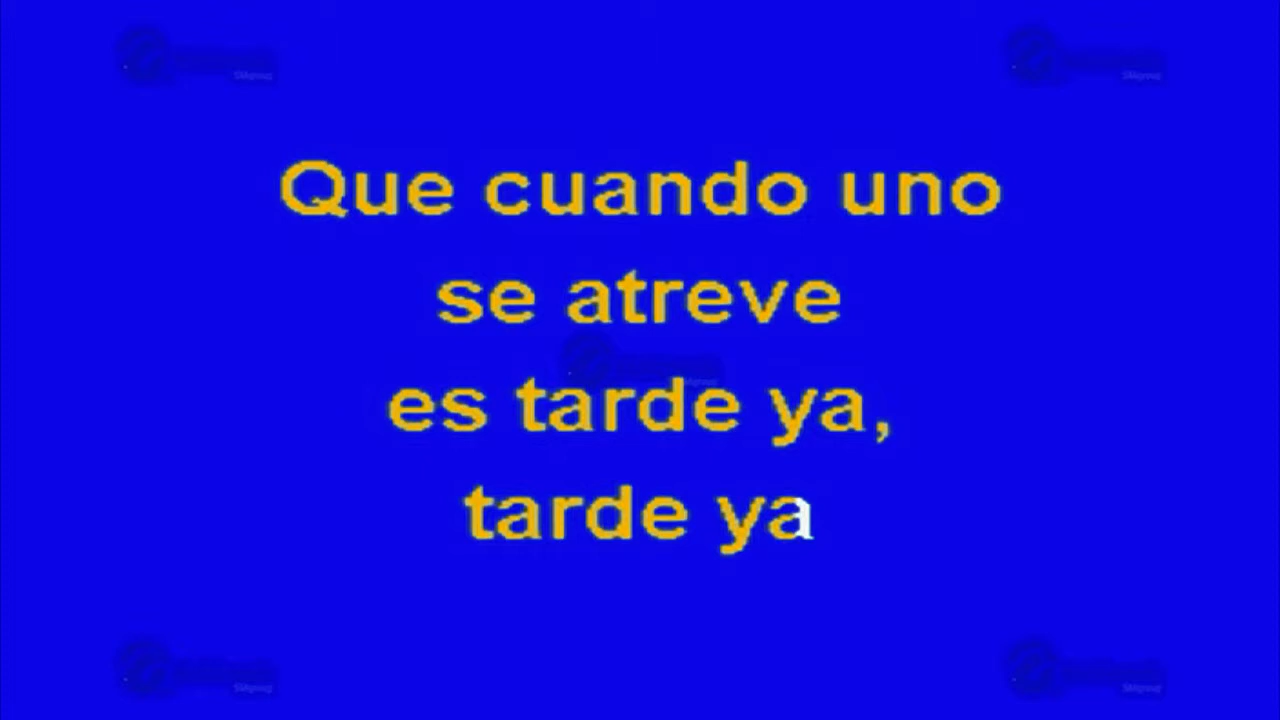 Que cuando uno
se atreve
es tarde ya,
tarde ya